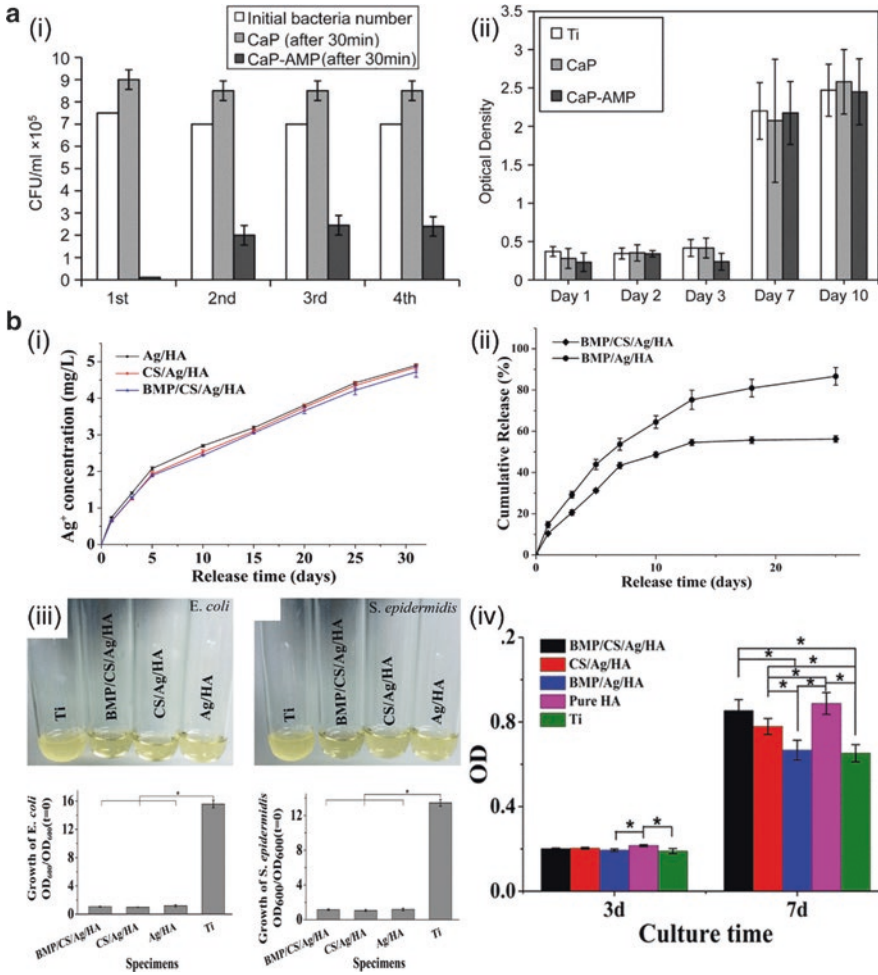 a
(i)
Initial bacteria number
CaP (after 30min)
CaP-AMP(after 30min)
CFU/ml ×10⁵
10
9
8
7
6
5
4
3
2
1
0
1st 2nd 3rd 4th
(ii)
Ti
CaP
CaP-AMP
Optical Density
3.5
3
2.5
2
1.5
1
0.5
0
Day 1 Day 2 Day 3 Day 7 Day 10
b
(i)
Ag/HA
CS/Ag/HA
BMP/CS/Ag/HA
Ag⁺ concentration (mg/L)
5
4
3
2
1
0
0 5 10 15 20 25 30
Release time (days)
(ii)
BMP/CS/Ag/HA
BMP/Ag/HA
Cumulative Release (%)
100
80
60
40
20
0
0 10 20
Release time (days)
(iii)
E. coli
Ti
BMP/CS/Ag/HA
CS/Ag/HA
Ag/HA
S. epidermidis
Ti
BMP/CS/Ag/HA
CS/Ag/HA
Ag/HA
Growth of E. coli
OD₆₀₀/OD₆₀₀(t=0)
16
12
8
4
0
*
BMP/CS/Ag/HA CS/Ag/HA Ag/HA Ti
Specimens
Growth of S. epidermidis
OD600/OD600(t=0)
12
8
4
0
*
BMP/CS/Ag/HA CS/Ag/HA Ag/HA Ti
Specimens
(iv)
BMP/CS/Ag/HA
CS/Ag/HA
BMP/Ag/HA
Pure HA
Ti
OD
1.2
0.8
0.4
0.0
* *
*
*
*
* * *
3d 7d
Culture time